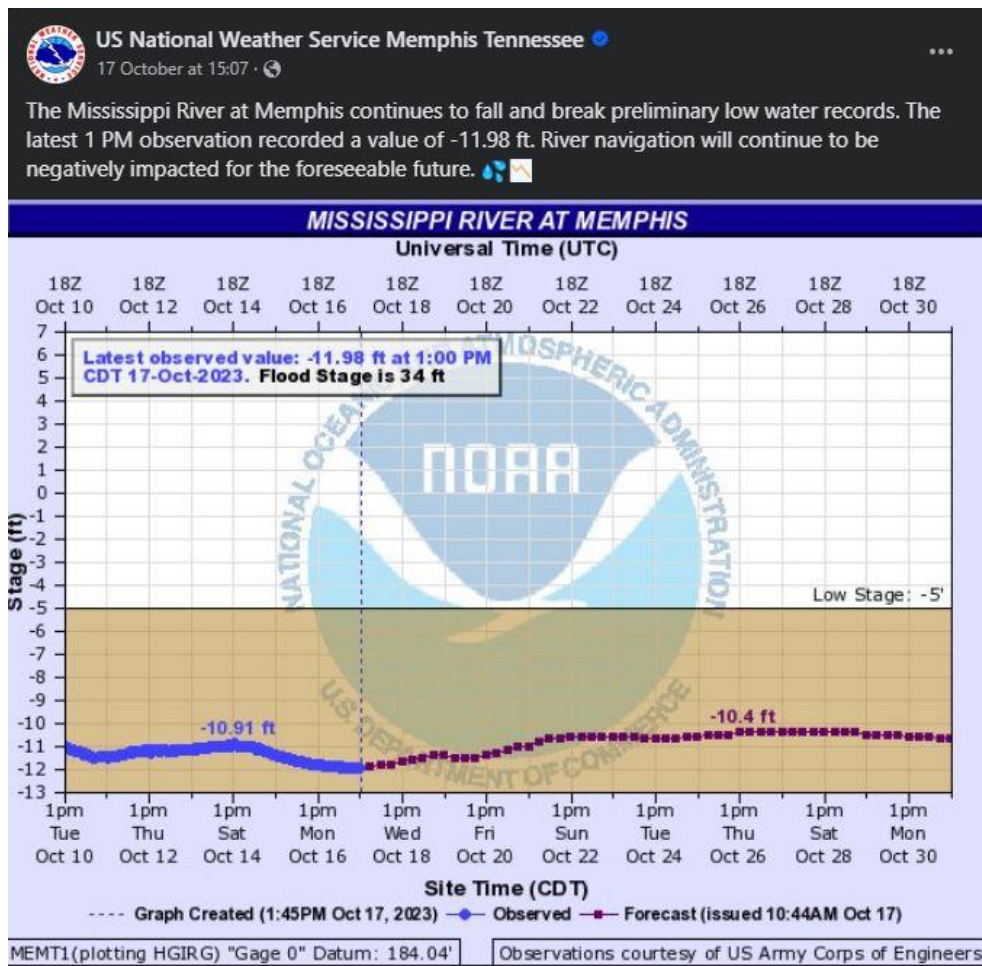 US National Weather Service Memphis Tennessee
17 October at 15:07 ·
The Mississippi River at Memphis continues to fall and break preliminary low water records. The
latest 1 PM observation recorded a value of -11.98 ft. River navigation will continue to be
negatively impacted for the foreseeable future. 💦📉
MISSISSIPPI RIVER AT MEMPHIS
Universal Time (UTC)
18Z 18Z 18Z 18Z 18Z 18Z 18Z 18Z 18Z 18Z 18Z
Oct 10 Oct 12 Oct 14 Oct 16 Oct 18 Oct 20 Oct 22 Oct 24 Oct 26 Oct 28 Oct 30
Latest observed value: -11.98 ft at 1:00 PM
CDT 17-Oct-2023. Flood Stage is 34 ft
NATIONAL OCEANIC AND ATMOSPHERIC ADMINISTRATION
NOAA
U.S. DEPARTMENT OF COMMERCE
Stage (ft)
7
6
5
4
3
2
1
0
-1
-2
-3
-4
-5
-6
-7
-8
-9
-10
-11
-12
-13
Low Stage: -5'
-10.91 ft
-10.4 ft
1pm 1pm 1pm 1pm 1pm 1pm 1pm 1pm 1pm 1pm 1pm
Tue Thu Sat Mon Wed Fri Sun Tue Thu Sat Mon
Oct 10 Oct 12 Oct 14 Oct 16 Oct 18 Oct 20 Oct 22 Oct 24 Oct 26 Oct 28 Oct 30
Site Time (CDT)
Graph Created (1:45PM Oct 17, 2023) Observed Forecast (issued 10:44AM Oct 17)
MEMT1(plotting HGIRG) "Gage 0" Datum: 184.04'
Observations courtesy of US Army Corps of Engineers